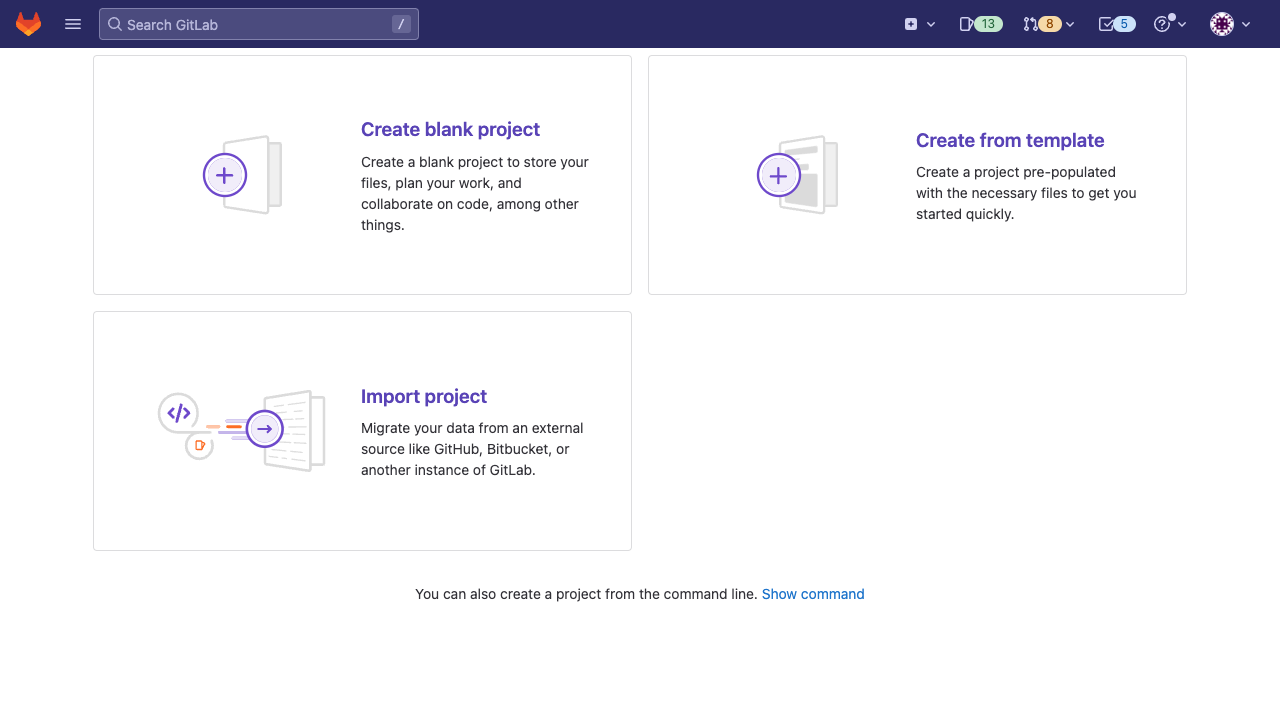 Search GitLab /
13
8
5
Create blank project
Create a blank project to store your
files, plan your work, and
collaborate on code, among other
things.
Create from template
Create a project pre-populated
with the necessary files to get you
started quickly.
Import project
Migrate your data from an external
source like GitHub, Bitbucket, or
another instance of GitLab.
You can also create a project from the command line. Show command